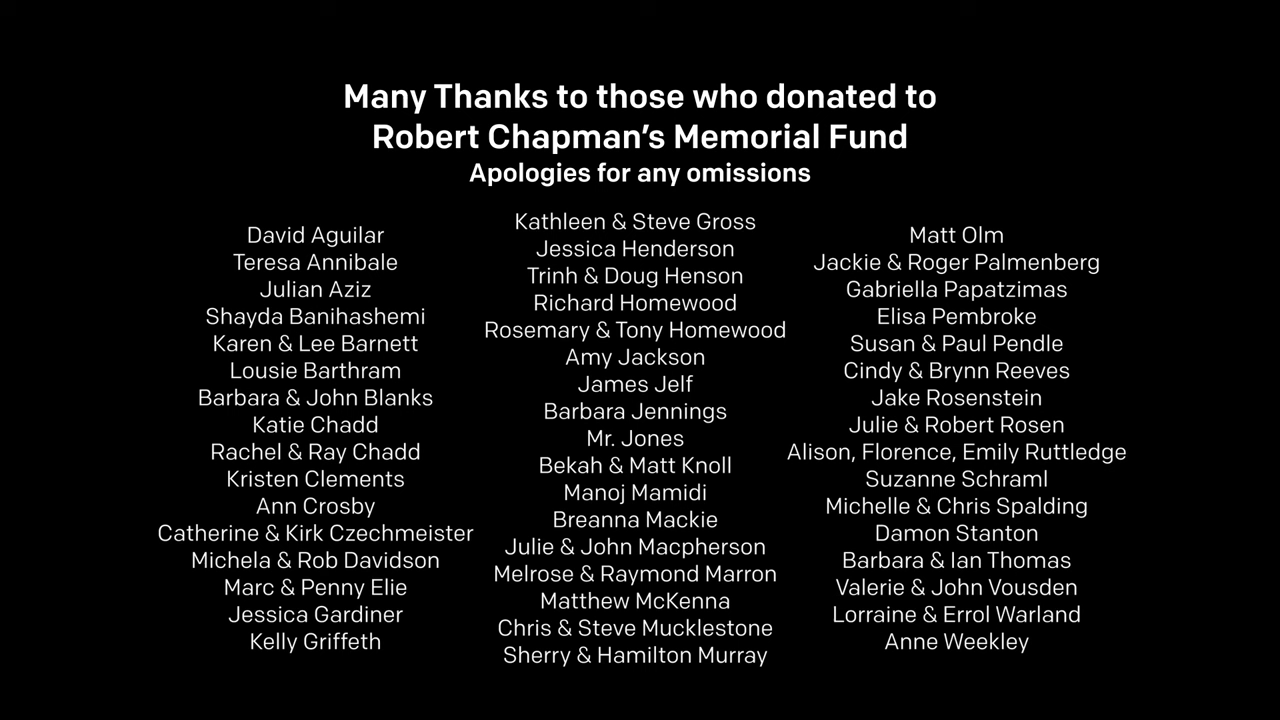 Many Thanks to those who donated to
Robert Chapman's Memorial Fund
Apologies for any omissions
David Aguilar
Teresa Annibale
Julian Aziz
Shayda Banihashemi
Karen & Lee Barnett
Lousie Barthram
Barbara & John Blanks
Katie Chadd
Rachel & Ray Chadd
Kristen Clements
Ann Crosby
Catherine & Kirk Czechmeister
Michela & Rob Davidson
Marc & Penny Elie
Jessica Gardiner
Kelly Griffeth
Kathleen & Steve Gross
Jessica Henderson
Trinh & Doug Henson
Richard Homewood
Rosemary & Tony Homewood
Amy Jackson
James Jelf
Barbara Jennings
Mr. Jones
Bekah & Matt Knoll
Manoj Mamidi
Breanna Mackie
Julie & John Macpherson
Melrose & Raymond Marron
Matthew McKenna
Chris & Steve Mucklestone
Sherry & Hamilton Murray
Matt Olm
Jackie & Roger Palmenberg
Gabriella Papatzimas
Elisa Pembroke
Susan & Paul Pendle
Cindy & Brynn Reeves
Jake Rosenstein
Julie & Robert Rosen
Alison, Florence, Emily Ruttledge
Suzanne Schraml
Michelle & Chris Spalding
Damon Stanton
Barbara & Ian Thomas
Valerie & John Vousden
Lorraine & Errol Warland
Anne Weekley